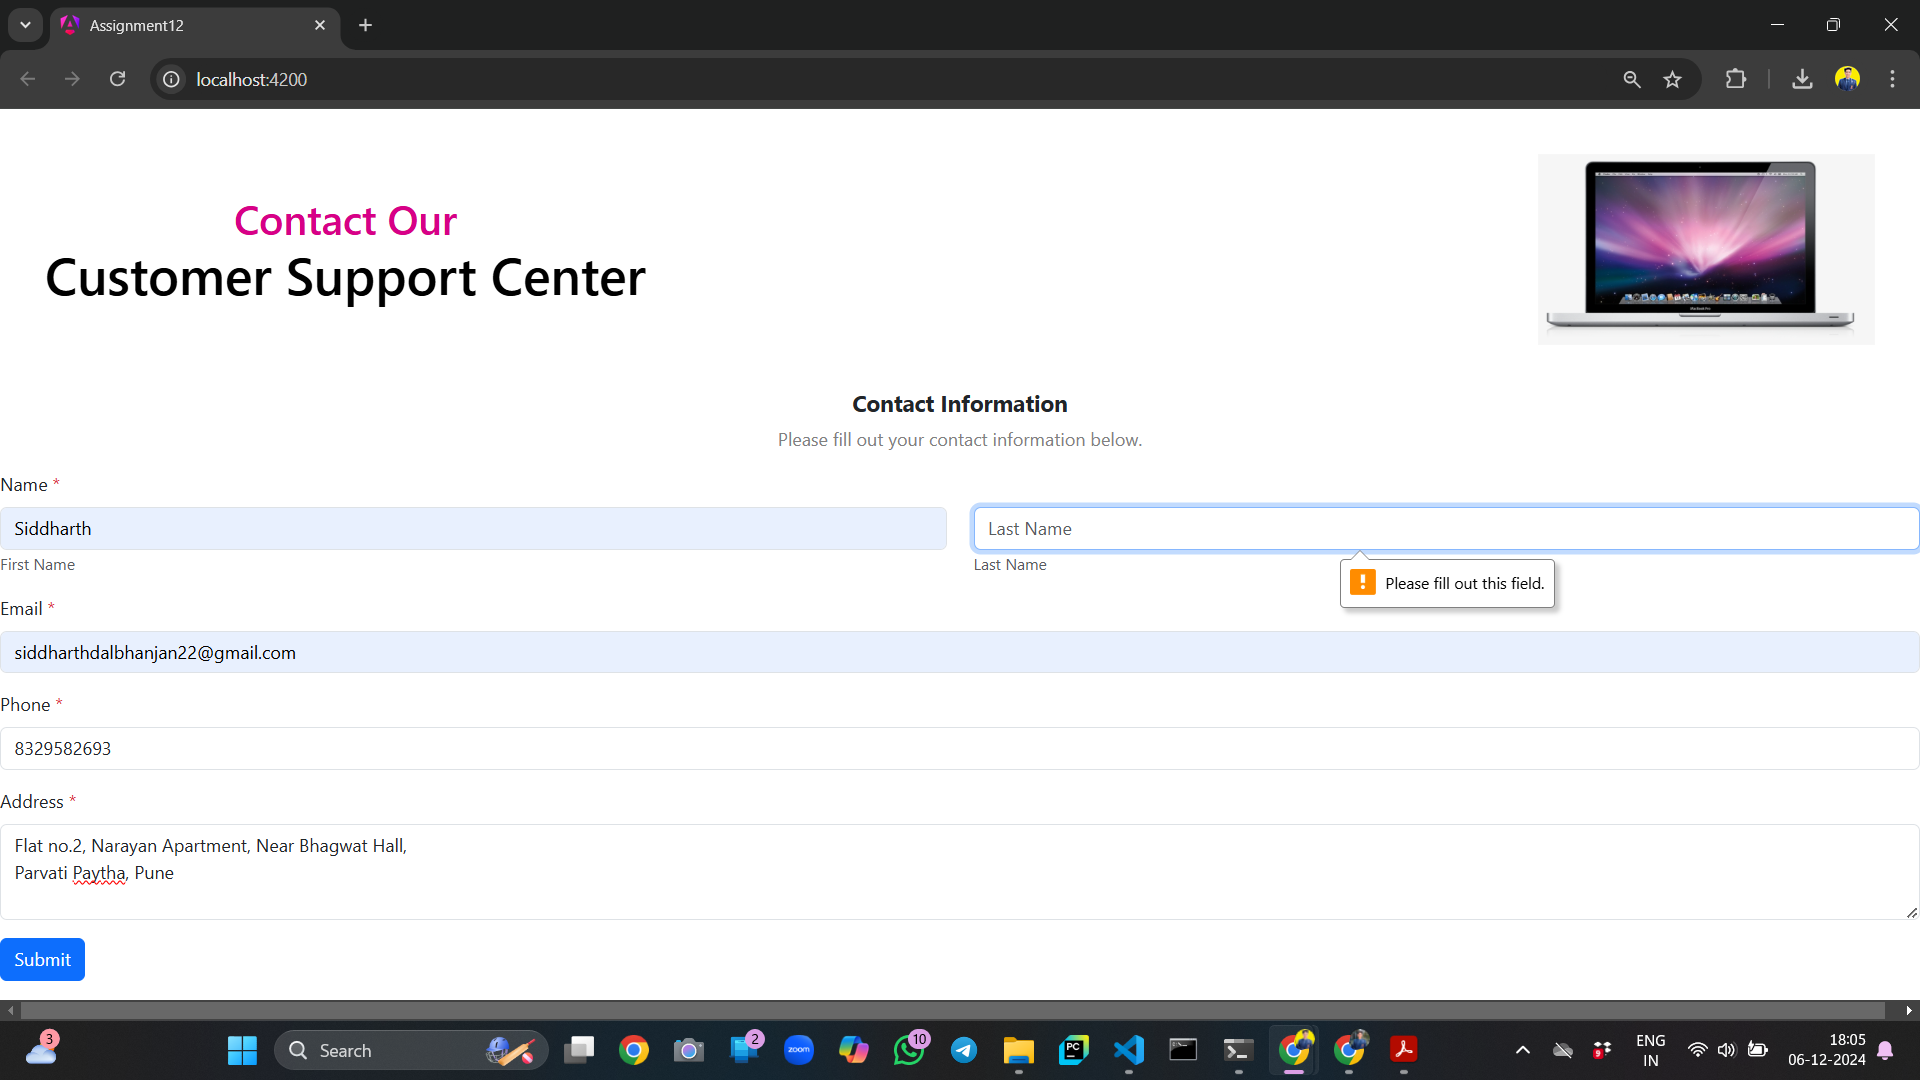 Assignment12
localhost:4200
Contact Our
Customer Support Center
Contact Information
Please fill out your contact information below.
Name *
Siddharth
Last Name
First Name
Last Name
Please fill out this field.
Email *
siddharthdalbhanjan22@gmail.com
Phone *
8329582693
Address *
Flat no.2, Narayan Apartment, Near Bhagwat Hall,
Parvati Paytha, Pune
Submit
3
Search
2
zoom
10
PC
9
ENG
IN
18:05
06-12-2024